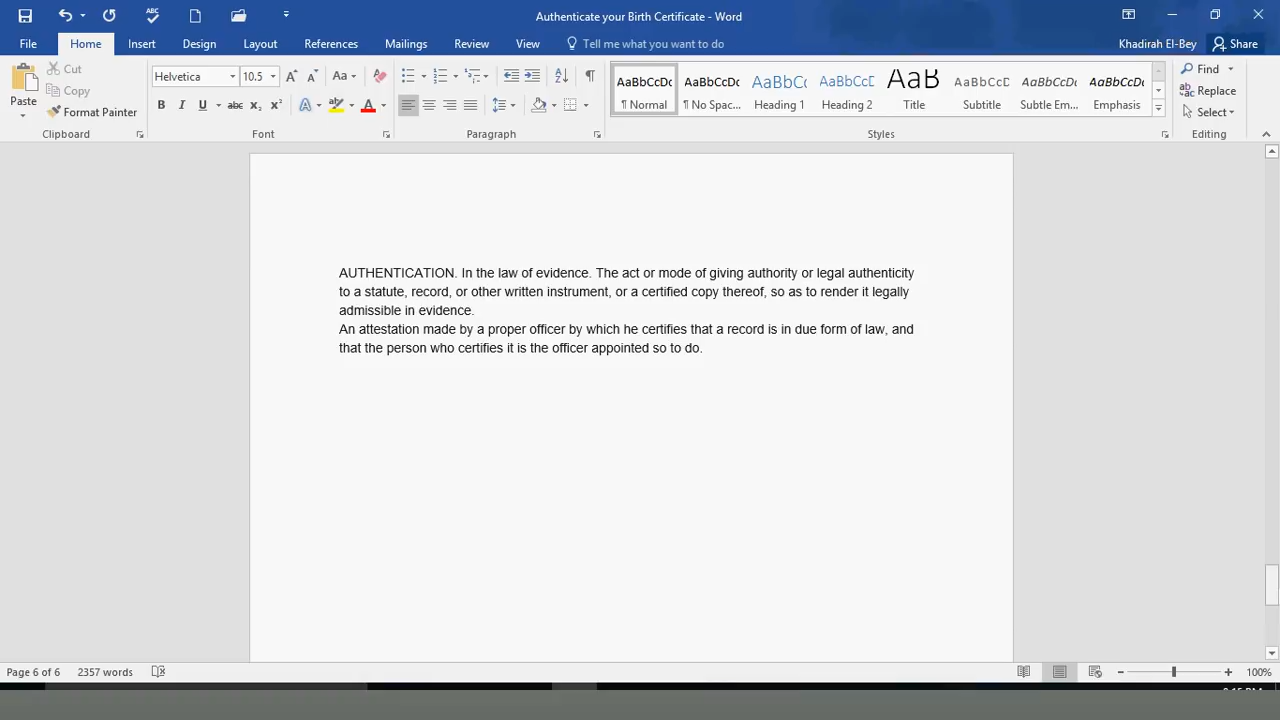 Authenticate your Birth Certificate - Word
File Home Insert Design Layout References Mailings Review View Tell me what you want to do Khadirah El-Bey Share
Paste
Cut
Copy
Format Painter
Clipboard
Helvetica 10.5
Font
Paragraph
AaBbCcDc AaBbCcDc AaBbCc AaBbCcD AaB AaBbCcD AaBbCcDc AaBbCcDc
¶ Normal ¶ No Spac... Heading 1 Heading 2 Title Subtitle Subtle Em... Emphasis
Styles
Find
Replace
Select
Editing
AUTHENTICATION. In the law of evidence. The act or mode of giving authority or legal authenticity
to a statute, record, or other written instrument, or a certified copy thereof, so as to render it legally
admissible in evidence.
An attestation made by a proper officer by which he certifies that a record is in due form of law, and
that the person who certifies it is the officer appointed so to do.
Page 6 of 6 2357 words 100%